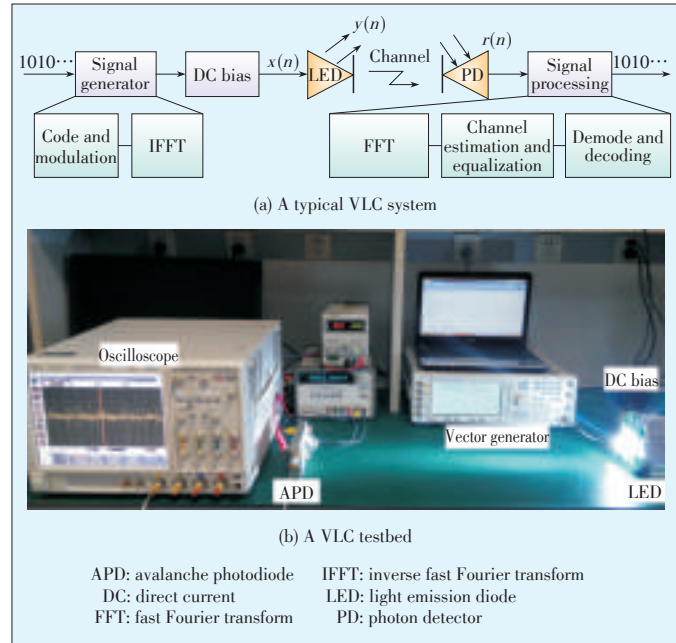 y(n)
r(n)
1010···
Signal generator
DC bias
x(n)
LED
Channel
PD
Signal processing
1010···
Code and modulation
IFFT
FFT
Channel estimation and equalization
Demode and decoding
(a) A typical VLC system
Oscilloscope
DC bias
Vector generator
APD
LED
(b) A VLC testbed
APD: avalanche photodiode
IFFT: inverse fast Fourier transform
DC: direct current
LED: light emission diode
FFT: fast Fourier transform
PD: photon detector